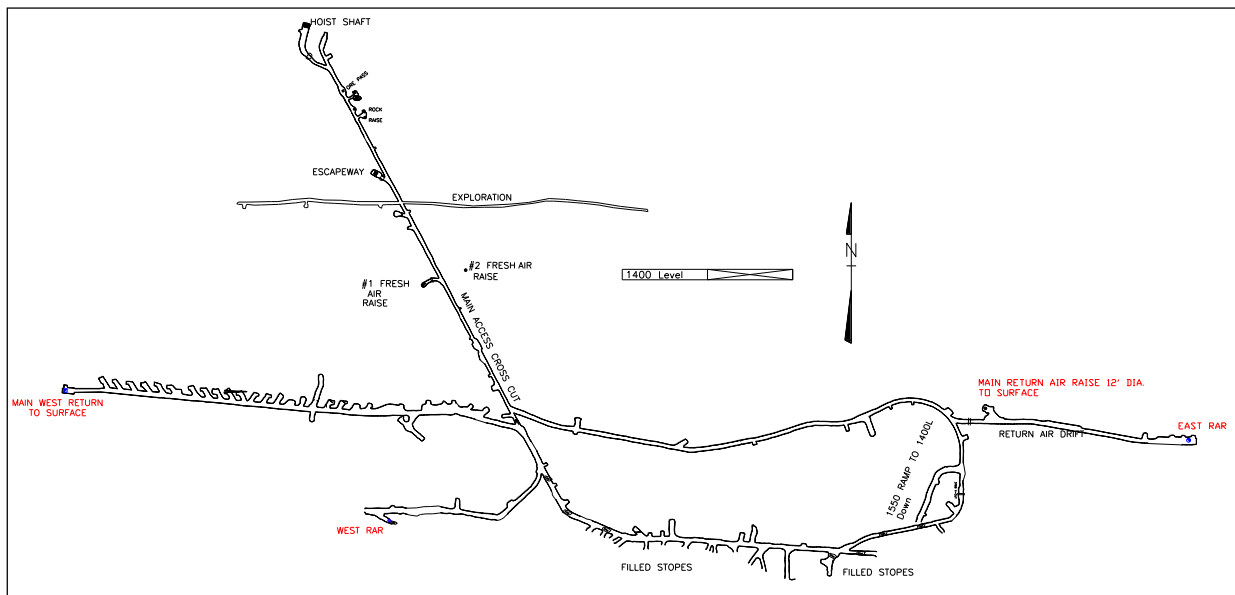 HOIST SHAFT
ORE PASS
ROCK
RAISE
ESCAPEWAY
EXPLORATION
#2 FRESH AIR
RAISE
#1 FRESH
AIR
RAISE
1400 Level
N
MAIN ACCESS CROSS CUT
MAIN WEST RETURN
TO SURFACE
MAIN RETURN AIR RAISE 12' DIA.
TO SURFACE
RETURN AIR DRIFT
EAST RAR
1550 RAMP TO 1400L
Down
WEST RAR
FILLED STOPES
FILLED STOPES